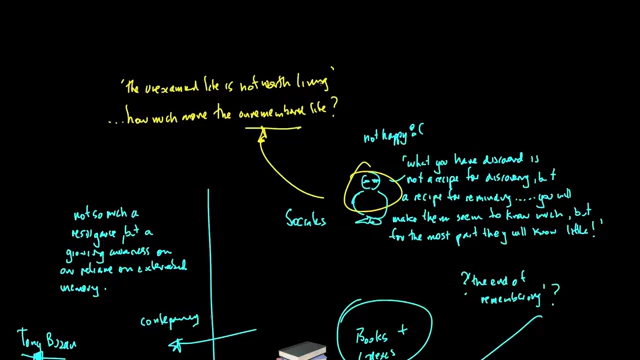 "the unexamined life is not worth living"
...how much more the unremembered life?
not happy :(
"what you have discovered is
not a recipe for discovery, but
a recipe for reminding......you will
make them seem to know much, but
for the most part they will know little!"
Socrates
not so much a
resurgence, but a
growing awareness on
our reliance on external
memory.
"the end of
remembering"?
contemporary
Books +
Tony Buzan